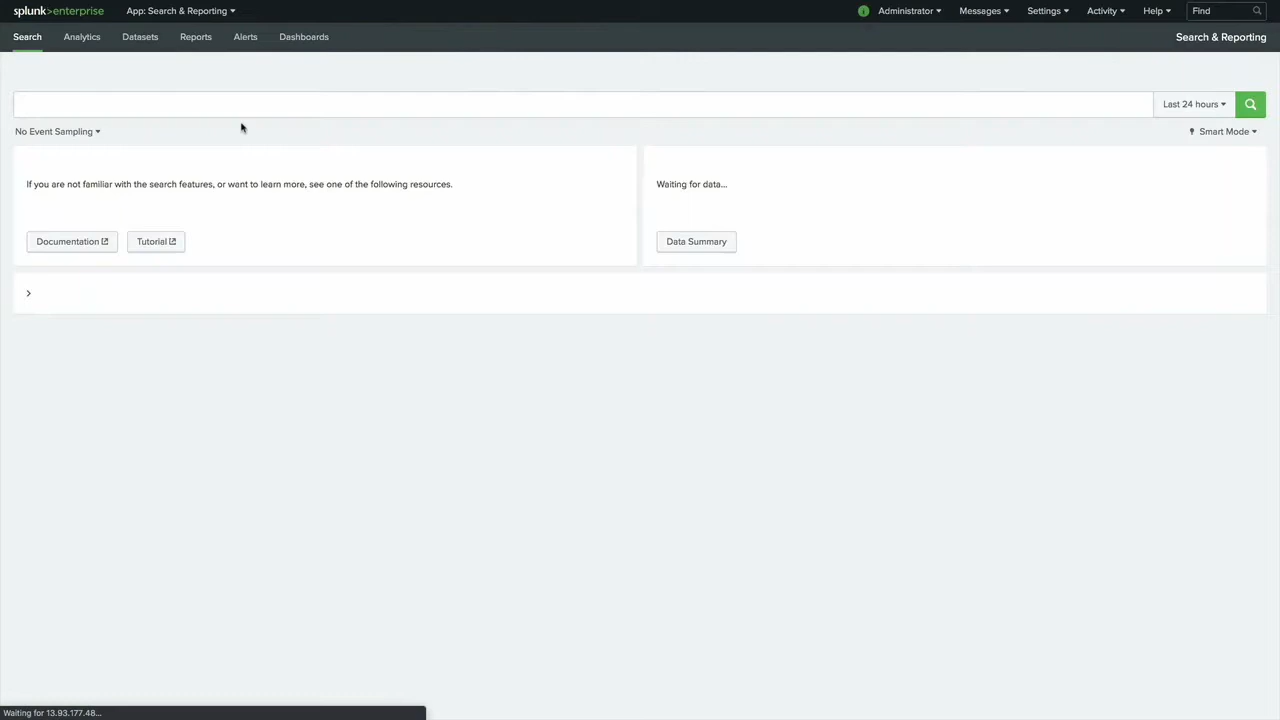 splunk>enterprise App: Search & Reporting Administrator Messages Settings Activity Help Find
Search Analytics Datasets Reports Alerts Dashboards Search & Reporting
Last 24 hours
No Event Sampling Smart Mode
If you are not familiar with the search features, or want to learn more, see one of the following resources.
Waiting for data...
Documentation Tutorial
Data Summary
Waiting for 13.93.177.48...